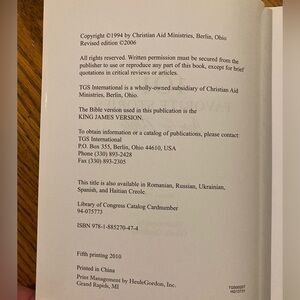 Copyright ©1994 by Christian Aid Ministries, Berlin, Ohio
Revised edition ©2006
All rights reserved. Written permission must be secured from the
publisher to use or reproduce any part of this book, except for brief
quotations in critical reviews or articles.
TGS International is a wholly-owned subsidiary of Christian Aid
Ministries, Berlin, Ohio.
The Bible version used in this publication is the
KING JAMES VERSION.
To obtain information or a catalog of publications, please contact
TGS International
P.O. Box 355, Berlin, Ohio 44610, USA
Phone (330) 893-2428
Fax (330) 893-2305
This title is also available in Romanian, Russian, Ukrainian,
Spanish, and Haitian Creole.
Library of Congress Catalog Cardnumber
94-075773
ISBN 978-1-885270-47-4
Fifth printing 2010
Printed in China
Print Management by HeuleGordon, Inc.
Grand Rapids, MI